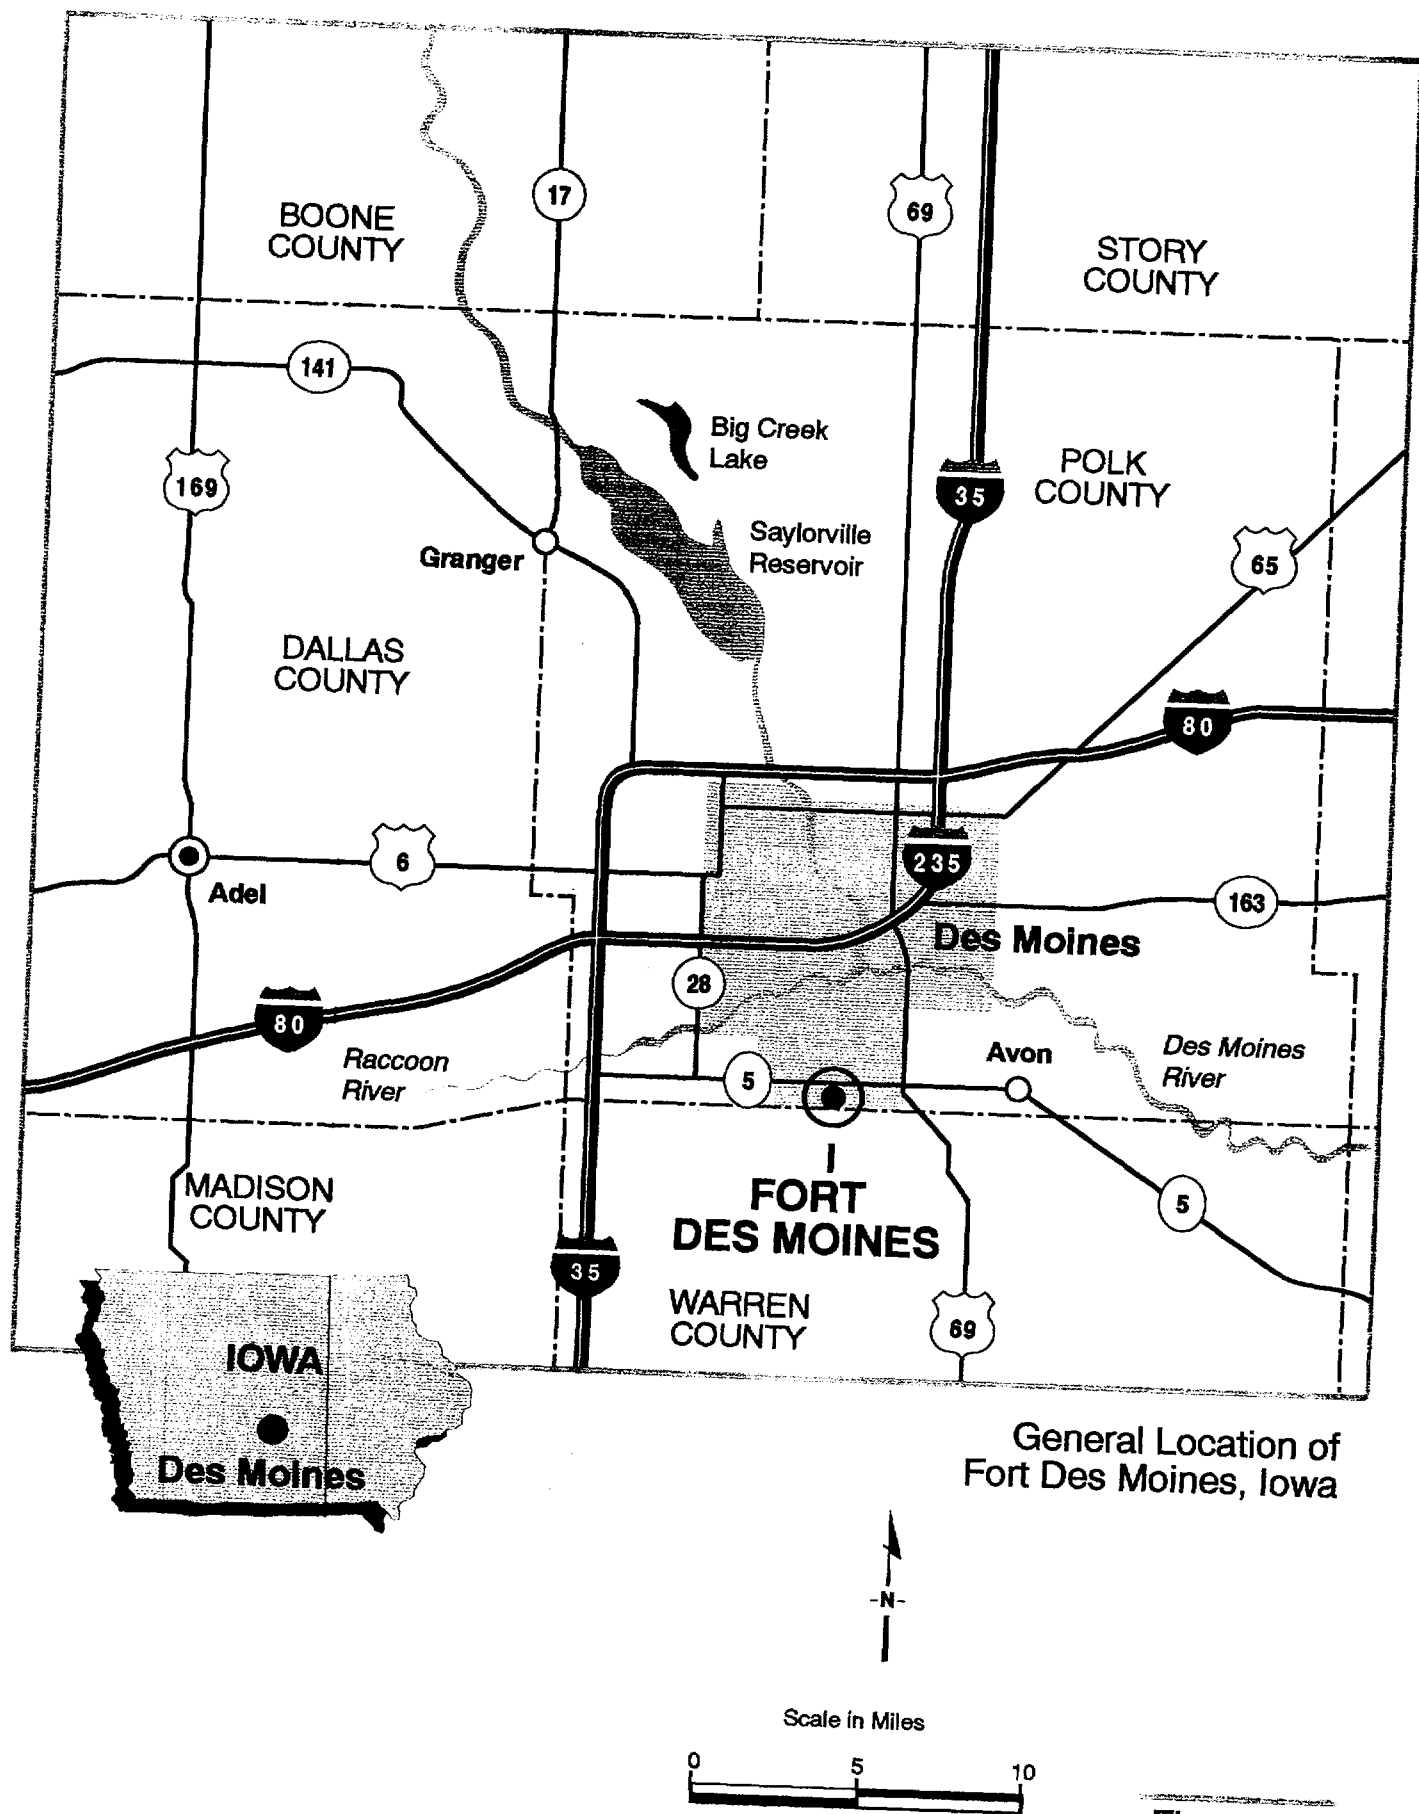 17
69
BOONE
COUNTY
STORY
COUNTY
141
Big Creek
Lake
POLK
COUNTY
169
35
Saylorville
Reservoir
Granger
65
DALLAS
COUNTY
80
6
235
Adel
163
Des Moines
28
80
Raccoon
River
Avon
Des Moines
River
5
FORT
DES MOINES
MADISON
COUNTY
5
35
WARREN
COUNTY
69
IOWA
Des Moines
General Location of
Fort Des Moines, Iowa
-N-
Scale in Miles
0 5 10